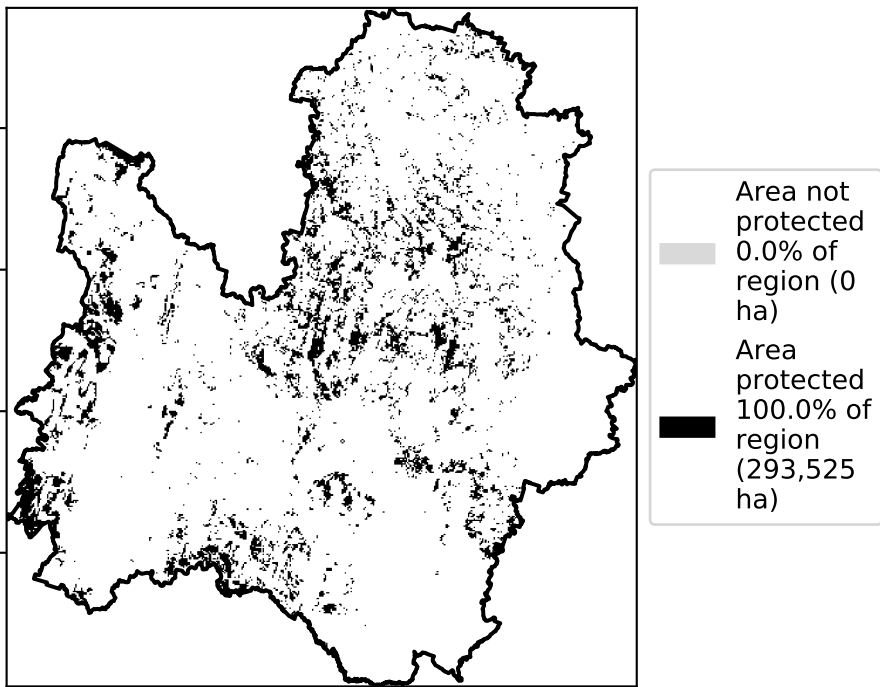 Area not
protected
0.0% of
region (0
ha)
Area
protected
100.0% of
region
(293,525
ha)